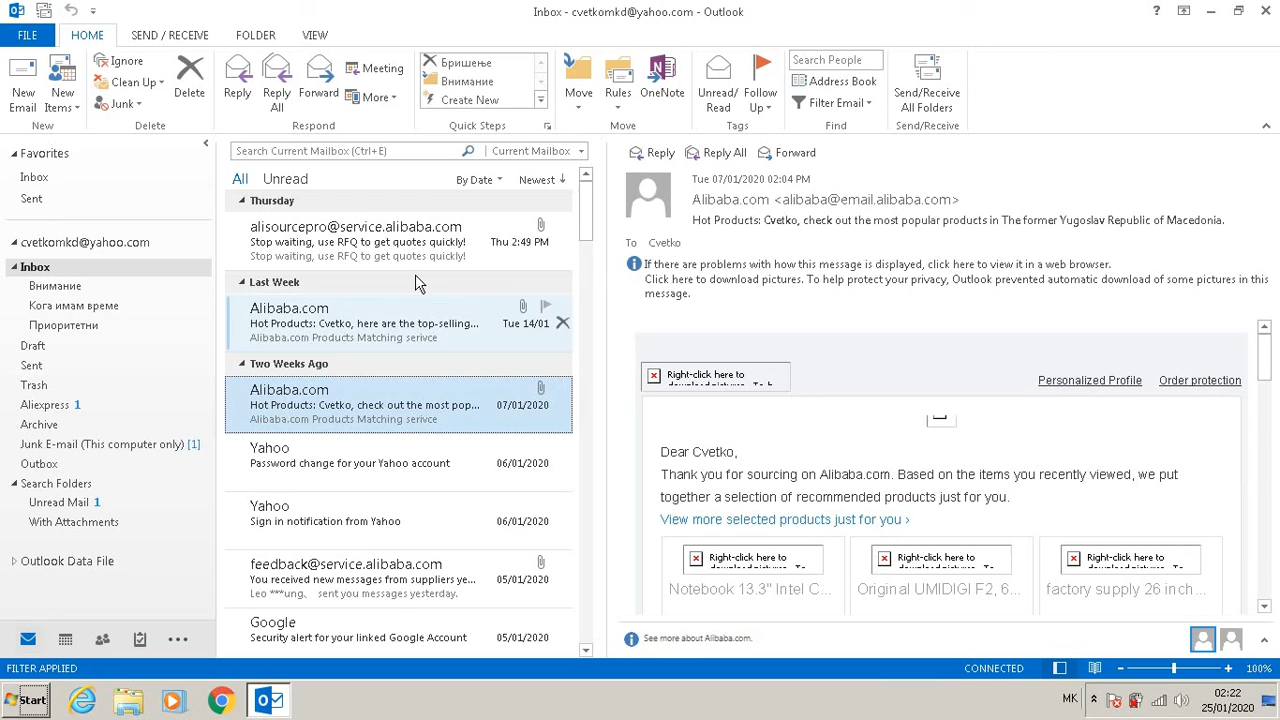 Inbox - cvetkomkd@yahoo.com - Outlook
?
FILE
HOME
SEND / RECEIVE
FOLDER
VIEW
New
Email
New
Items
New
Ignore
Clean Up
Junk
Delete
Delete
Reply
Reply
All
Forward
Meeting
More
Respond
Бришење
Внимание
Create New
Quick Steps
Move
Rules
OneNote
Move
Unread/
Read
Follow
Up
Tags
Search People
Address Book
Filter Email
Find
Send/Receive
All Folders
Send/Receive
Favorites
Inbox
Sent
cvetkomkd@yahoo.com
Inbox
Внимание
Кога имам време
Приоритетни
Draft
Sent
Trash
Aliexpress 1
Archive
Junk E-mail (This computer only) [1]
Outbox
Search Folders
Unread Mail 1
With Attachments
Outlook Data File
Search Current Mailbox (Ctrl+E)
Current Mailbox
All
Unread
By Date
Newest
Thursday
alisourcepro@service.alibaba.com
Stop waiting, use RFQ to get quotes quickly!
Thu 2:49 PM
Stop waiting, use RFQ to get quotes quickly!
Last Week
Alibaba.com
Hot Products: Cvetko, here are the top-selling...
Tue 14/01
Alibaba.com Products Matching serivce
Two Weeks Ago
Alibaba.com
Hot Products: Cvetko, check out the most pop...
07/01/2020
Alibaba.com Products Matching serivce
Yahoo
Password change for your Yahoo account
06/01/2020
Yahoo
Sign in notification from Yahoo
06/01/2020
feedback@service.alibaba.com
You received new messages from suppliers ye...
05/01/2020
Leo ***ung、 sent you messages yesterday.
Google
Security alert for your linked Google Account
05/01/2020
Reply
Reply All
Forward
Tue 07/01/2020 02:04 PM
Alibaba.com <alibaba@email.alibaba.com>
Hot Products: Cvetko, check out the most popular products in The former Yugoslav Republic of Macedonia.
To Cvetko
If there are problems with how this message is displayed, click here to view it in a web browser.
Click here to download pictures. To help protect your privacy, Outlook prevented automatic download of some pictures in this
message.
Right-click here to
Personalized Profile
Order protection
Dear Cvetko,
Thank you for sourcing on Alibaba.com. Based on the items you recently viewed, we put
together a selection of recommended products just for you.
View more selected products just for you ›
Right-click here to
Right-click here to
Right-click here to
Notebook 13.3" Intel C...
Original UMIDIGI F2, 6...
factory supply 26 inch...
See more about Alibaba.com.
FILTER APPLIED
CONNECTED
100%
Start
MK
02:22
25/01/2020